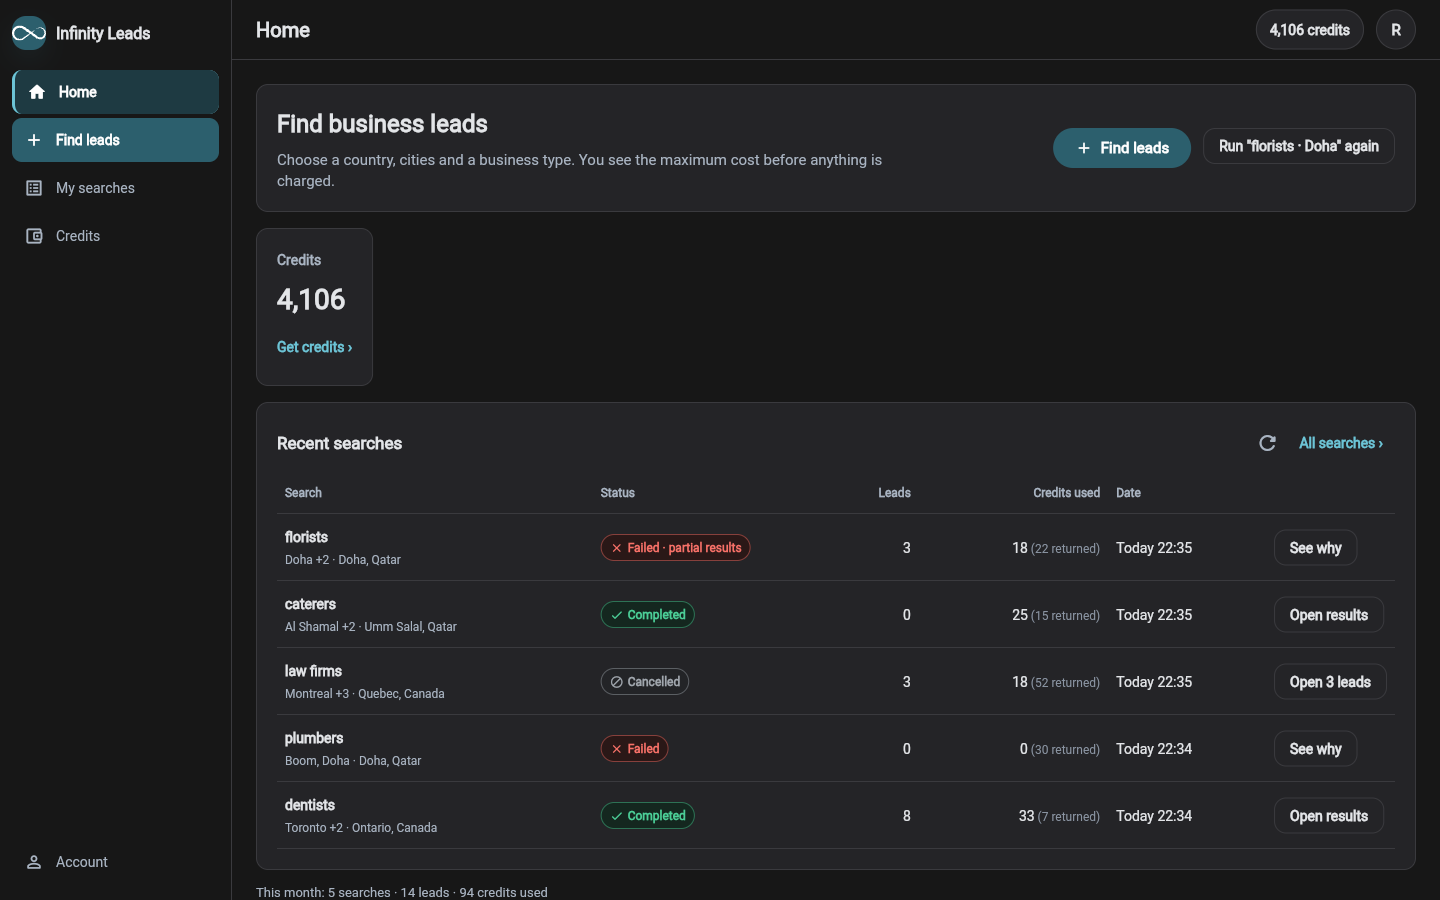 Infinity Leads
Home
4,106 credits
R
Home
Find leads
My searches
Credits
Account
Find business leads
Choose a country, cities and a business type. You see the maximum cost before anything is
charged.
Find leads
Run "florists · Doha" again
Credits
4,106
Get credits ›
Recent searches
All searches ›
Search Status Leads Credits used Date
florists
Doha +2 · Doha, Qatar
Failed · partial results
3
18 (22 returned)
Today 22:35
See why
caterers
Al Shamal +2 · Umm Salal, Qatar
Completed
0
25 (15 returned)
Today 22:35
Open results
law firms
Montreal +3 · Quebec, Canada
Cancelled
3
18 (52 returned)
Today 22:35
Open 3 leads
plumbers
Boom, Doha · Doha, Qatar
Failed
0
0 (30 returned)
Today 22:34
See why
dentists
Toronto +2 · Ontario, Canada
Completed
8
33 (7 returned)
Today 22:34
Open results
This month: 5 searches · 14 leads · 94 credits used